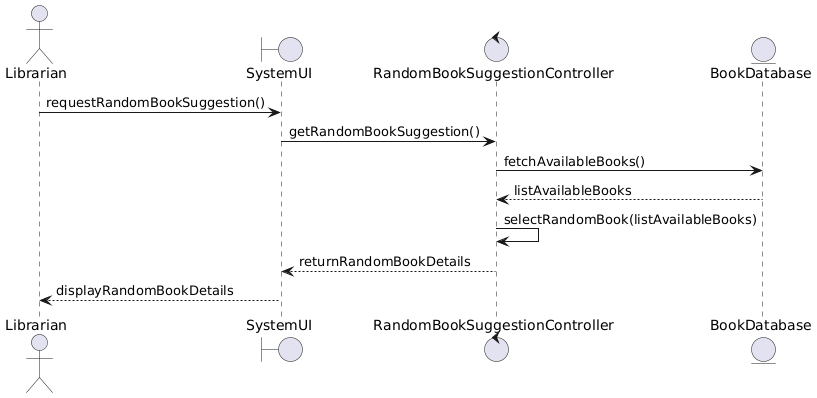 Librarian
SystemUI
RandomBookSuggestionController
BookDatabase
requestRandomBookSuggestion()
getRandomBookSuggestion()
fetchAvailableBooks()
listAvailableBooks
selectRandomBook(listAvailableBooks)
returnRandomBookDetails
displayRandomBookDetails
Librarian
SystemUI
RandomBookSuggestionController
BookDatabase